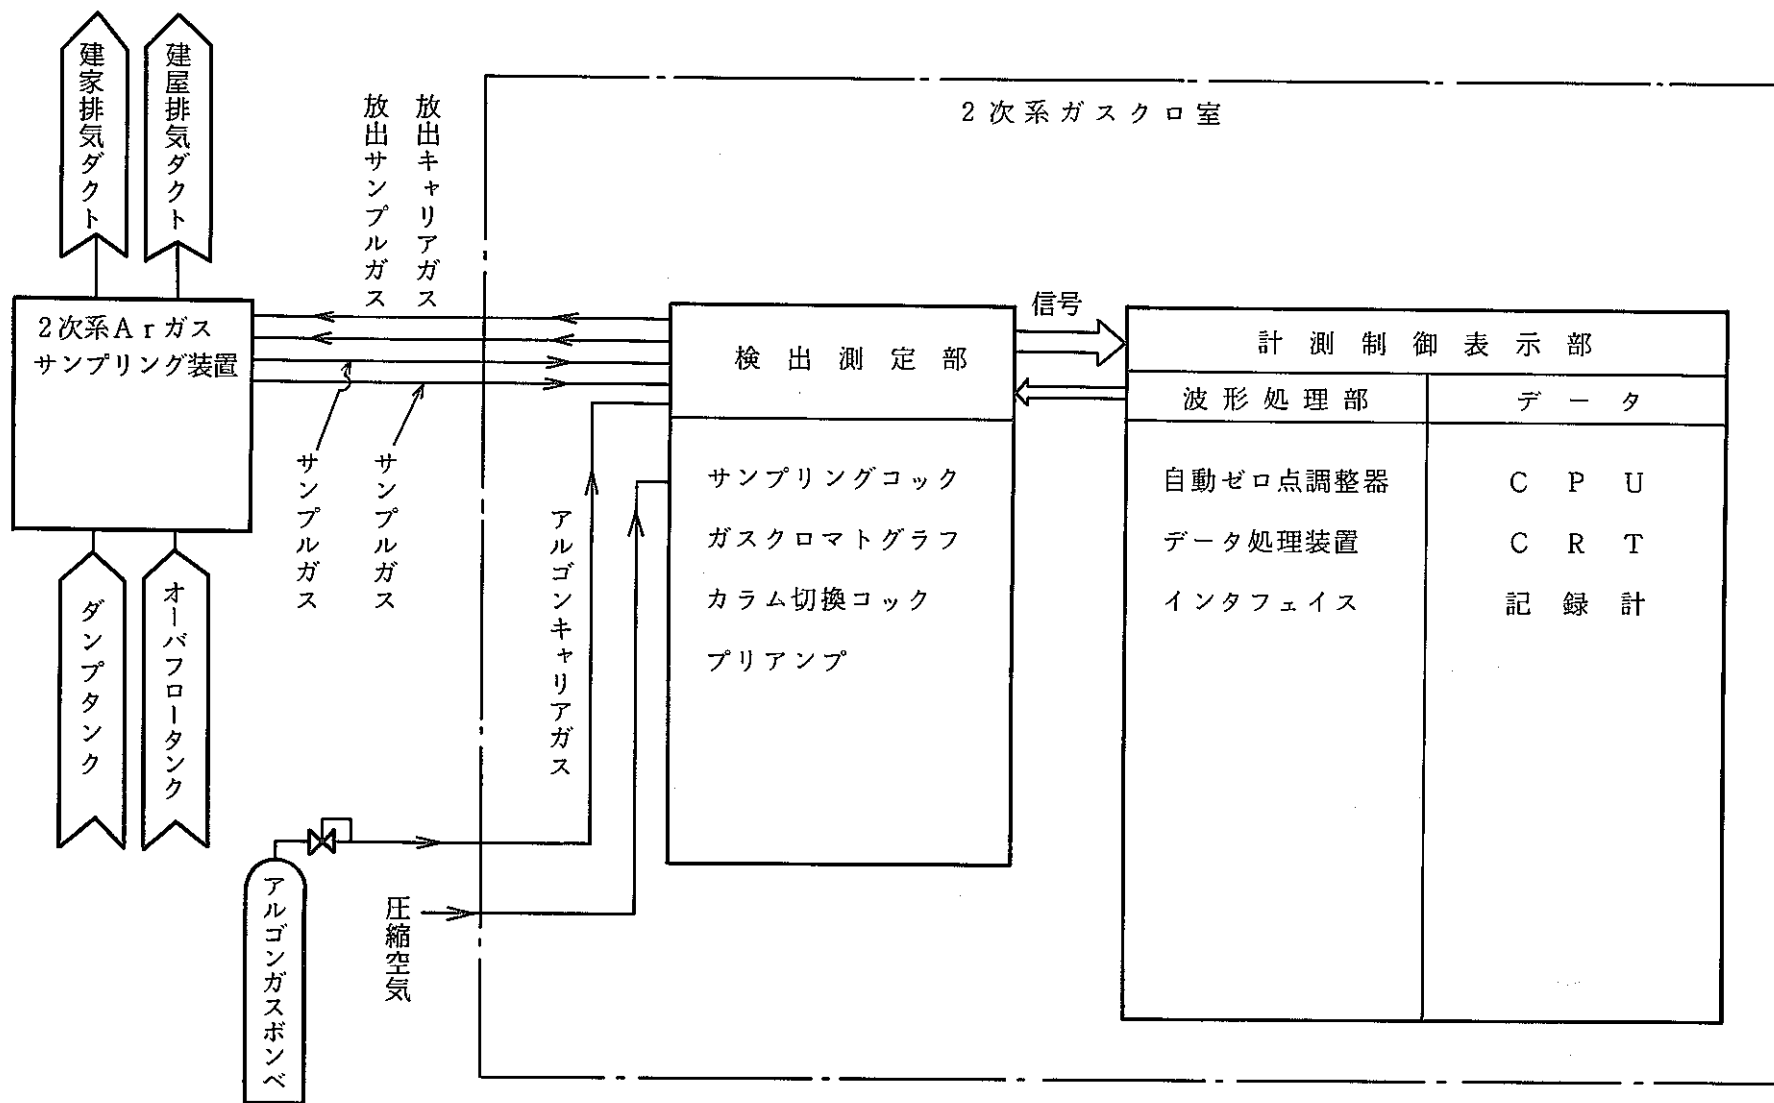 建家排気ダクト
建屋排気ダクト
放出サンプルガス
放出キャリアガス
2次系ガスクロ室
2次系Arガス
サンプリング装置
サンプルガス
サンプルガス
ダンプタンク
オーバフロータンク
アルゴンキャリアガス
アルゴンガスボンベ
圧縮空気
検出測定部
サンプリングコック
ガスクロマトグラフ
カラム切換コック
プリアンプ
信号
計測制御表示部
波形処理部
データ
自動ゼロ点調整器
CPU
データ処理装置
CRT
インタフェイス
記録計